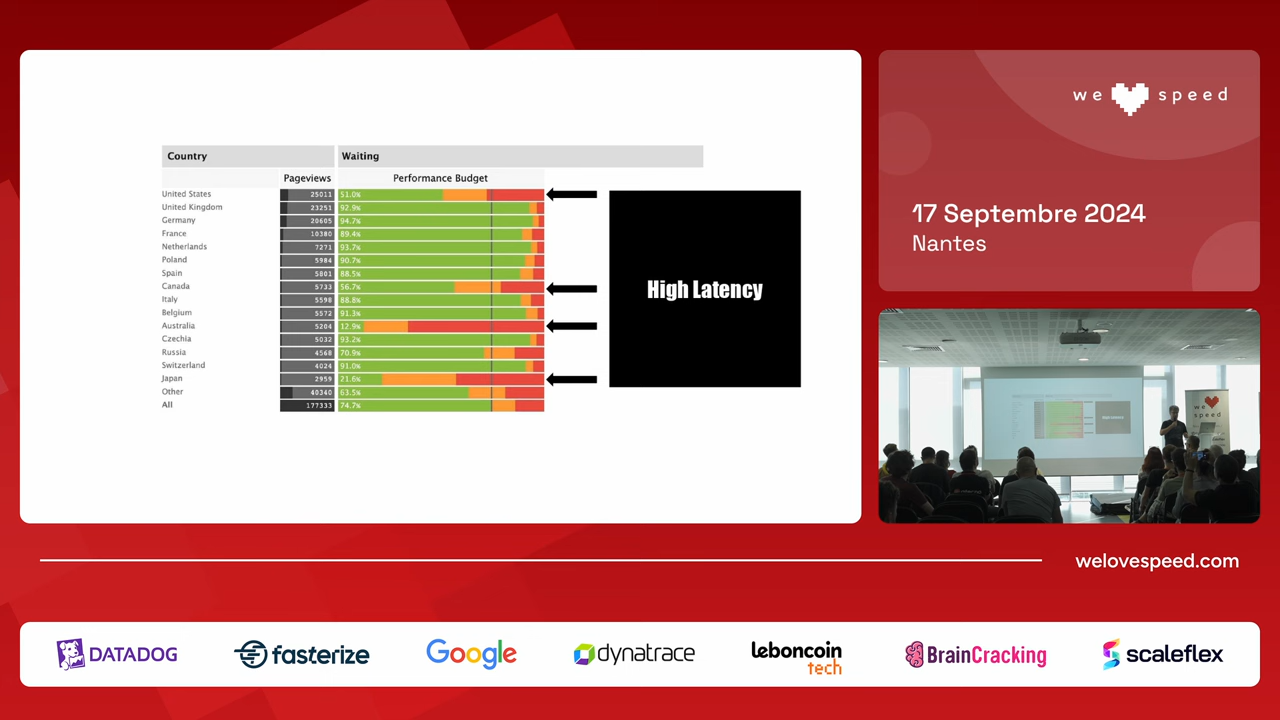 Country Waiting
Pageviews Performance Budget
United States 25011 51.0%
United Kingdom 23251 92.9%
Germany 20605 94.7%
France 10380 89.4%
Netherlands 7271 93.7%
Poland 5984 90.7%
Spain 5801 88.5%
Canada 5733 56.7%
Italy 5598 88.8%
Belgium 5572 91.3%
Australia 5204 12.9%
Czechia 5032 93.2%
Russia 4568 70.9%
Switzerland 4024 91.0%
Japan 2959 21.6%
Other 40340 63.5%
All 177333 74.7%
High Latency
we speed
17 Septembre 2024
Nantes
we
speed
welovespeed.com
DATADOG
fasterize
Google
dynatrace
leboncoin
tech
BrainCracking
scaleflex